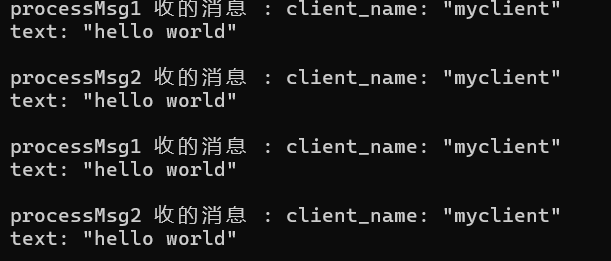 processMsg1 收的消息 : client_name: "myclient"
text: "hello world"
processMsg2 收的消息 : client_name: "myclient"
text: "hello world"
processMsg1 收的消息 : client_name: "myclient"
text: "hello world"
processMsg2 收的消息 : client_name: "myclient"
text: "hello world"